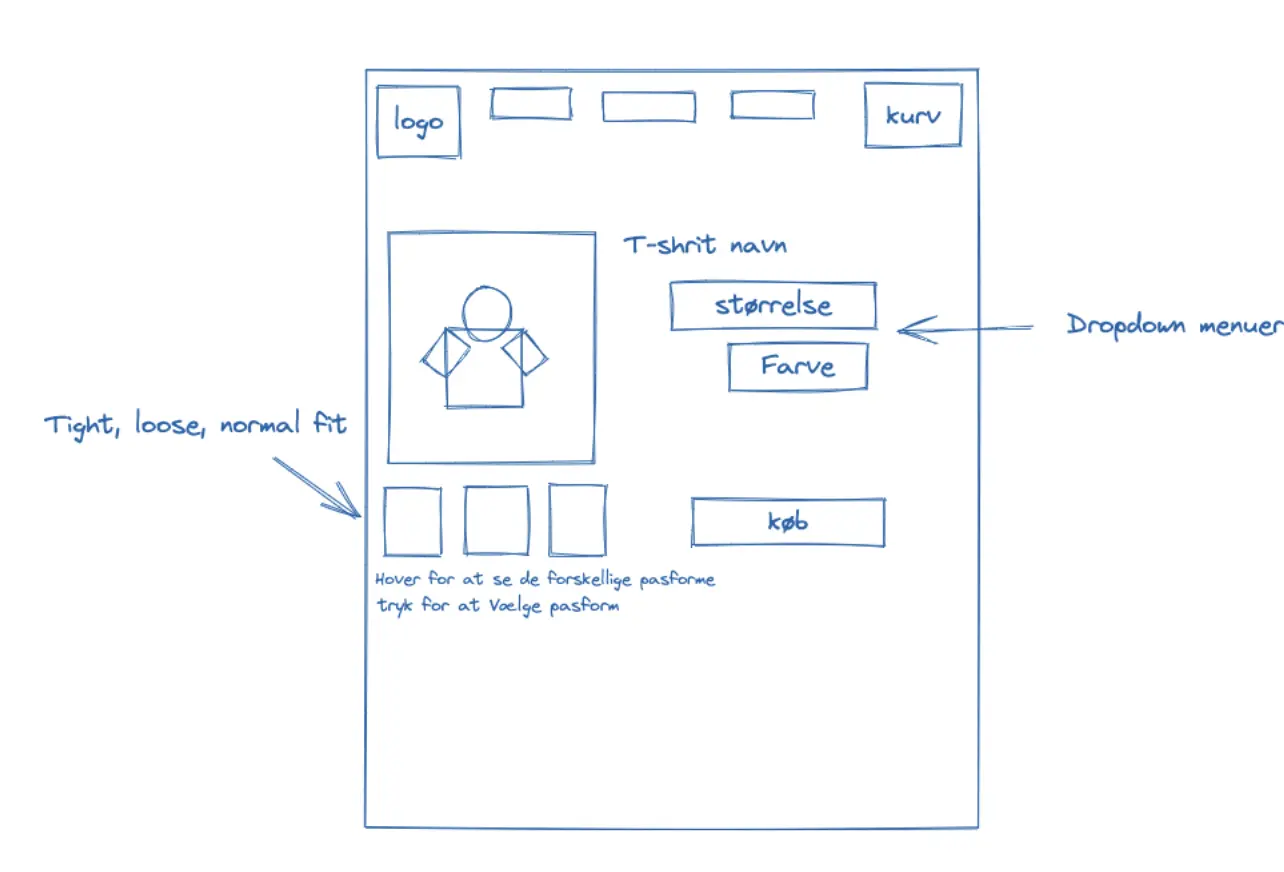 logo
kurv
T-shrit navn
størrelse
Dropdown menuer
Farve
Tight, loose, normal fit
køb
Hover for at se de forskellige pasforme
tryk for at Vælge pasform